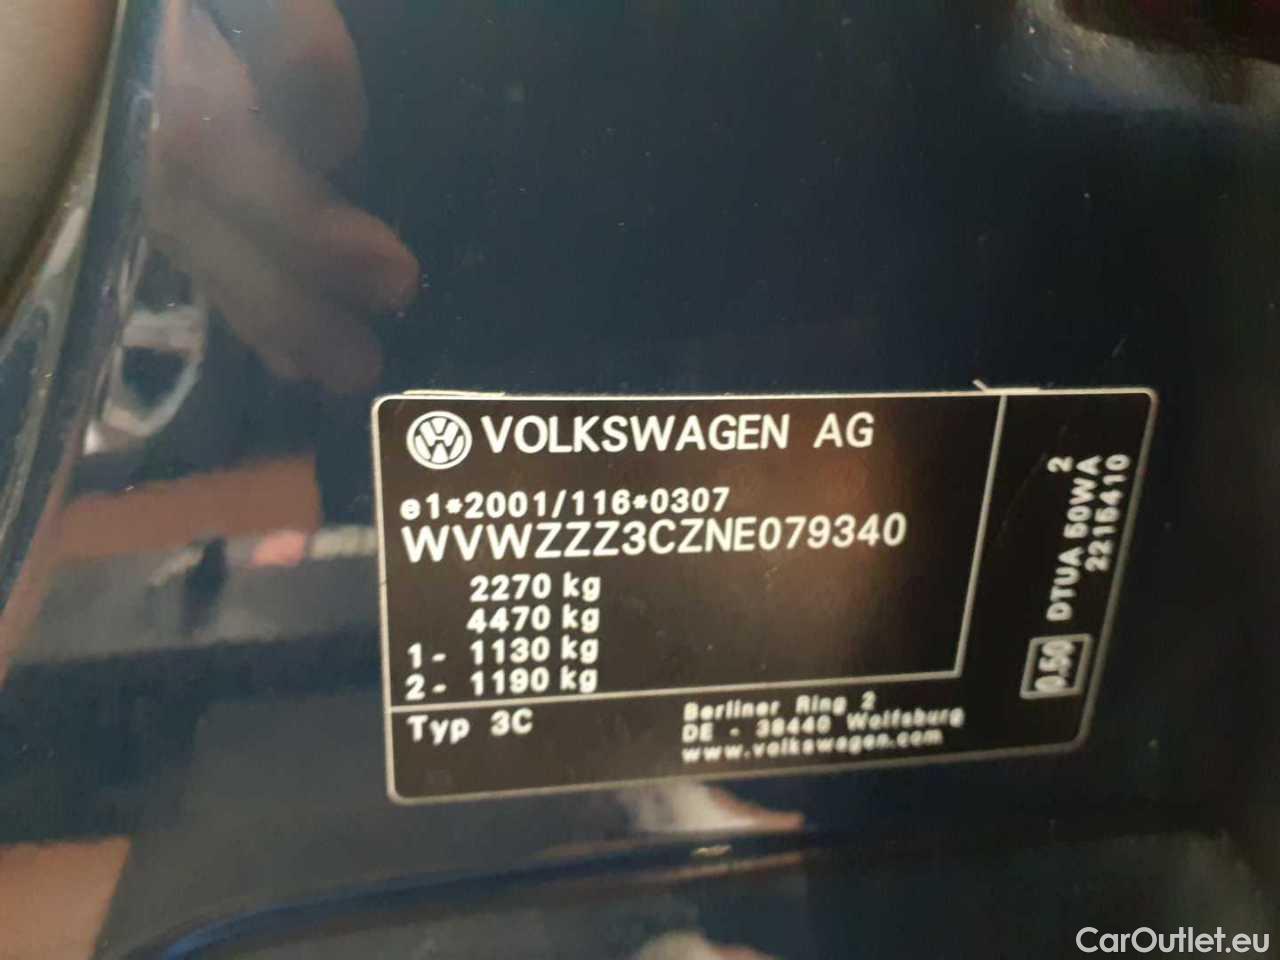 VOLKSWAGEN AG
e1*2001/116*0307
WVWZZZ3CZNE079340
2270 kg
4470 kg
1- 1130 kg
2- 1190 kg
Typ 3C
Berliner Ring 2
DE - 38440 Wolfsburg
www.volkswagen.com
2
DTUA 50WA
2215410
0.50
CarOutlet.eu